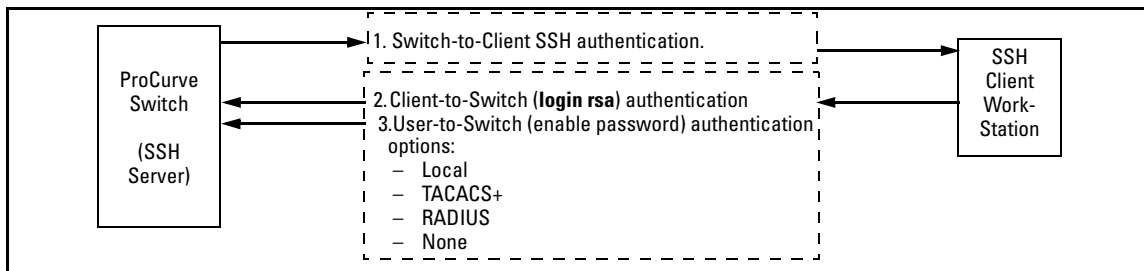 ProCurve
Switch
(SSH
Server)
1. Switch-to-Client SSH authentication.
2.Client-to-Switch (login rsa) authentication
3.User-to-Switch (enable password) authentication
options:
– Local
– TACACS+
– RADIUS
– None
SSH
Client
Work-
Station